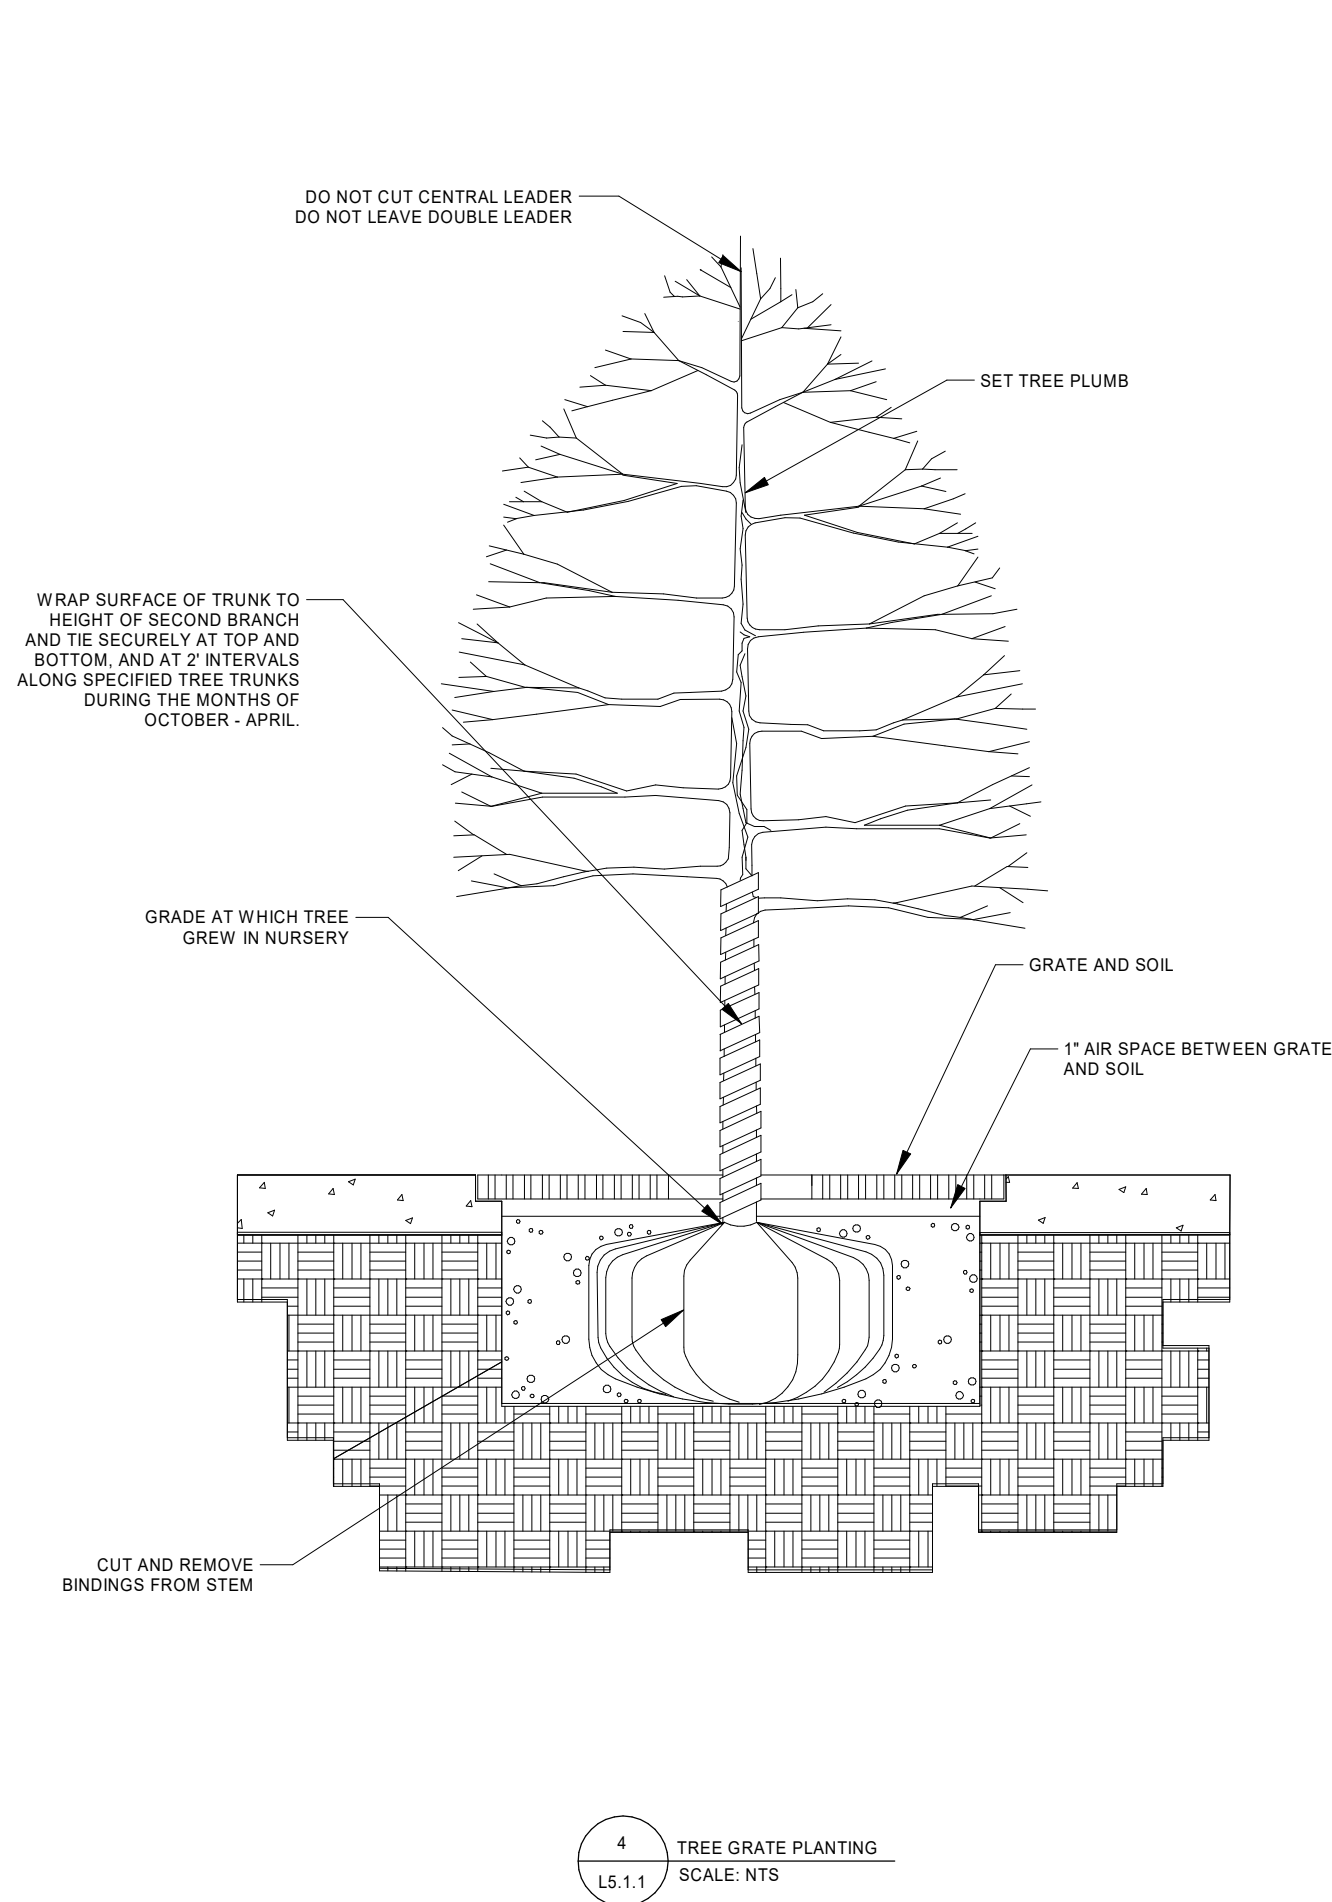 DO NOT CUT CENTRAL LEADER
DO NOT LEAVE DOUBLE LEADER
SET TREE PLUMB
WRAP SURFACE OF TRUNK TO
HEIGHT OF SECOND BRANCH
AND TIE SECURELY AT TOP AND
BOTTOM, AND AT 2' INTERVALS
ALONG SPECIFIED TREE TRUNKS
DURING THE MONTHS OF
OCTOBER - APRIL.
GRADE AT WHICH TREE
GREW IN NURSERY
GRATE AND SOIL
1" AIR SPACE BETWEEN GRATE
AND SOIL
CUT AND REMOVE
BINDINGS FROM STEM
4
L5.1.1
TREE GRATE PLANTING
SCALE: NTS